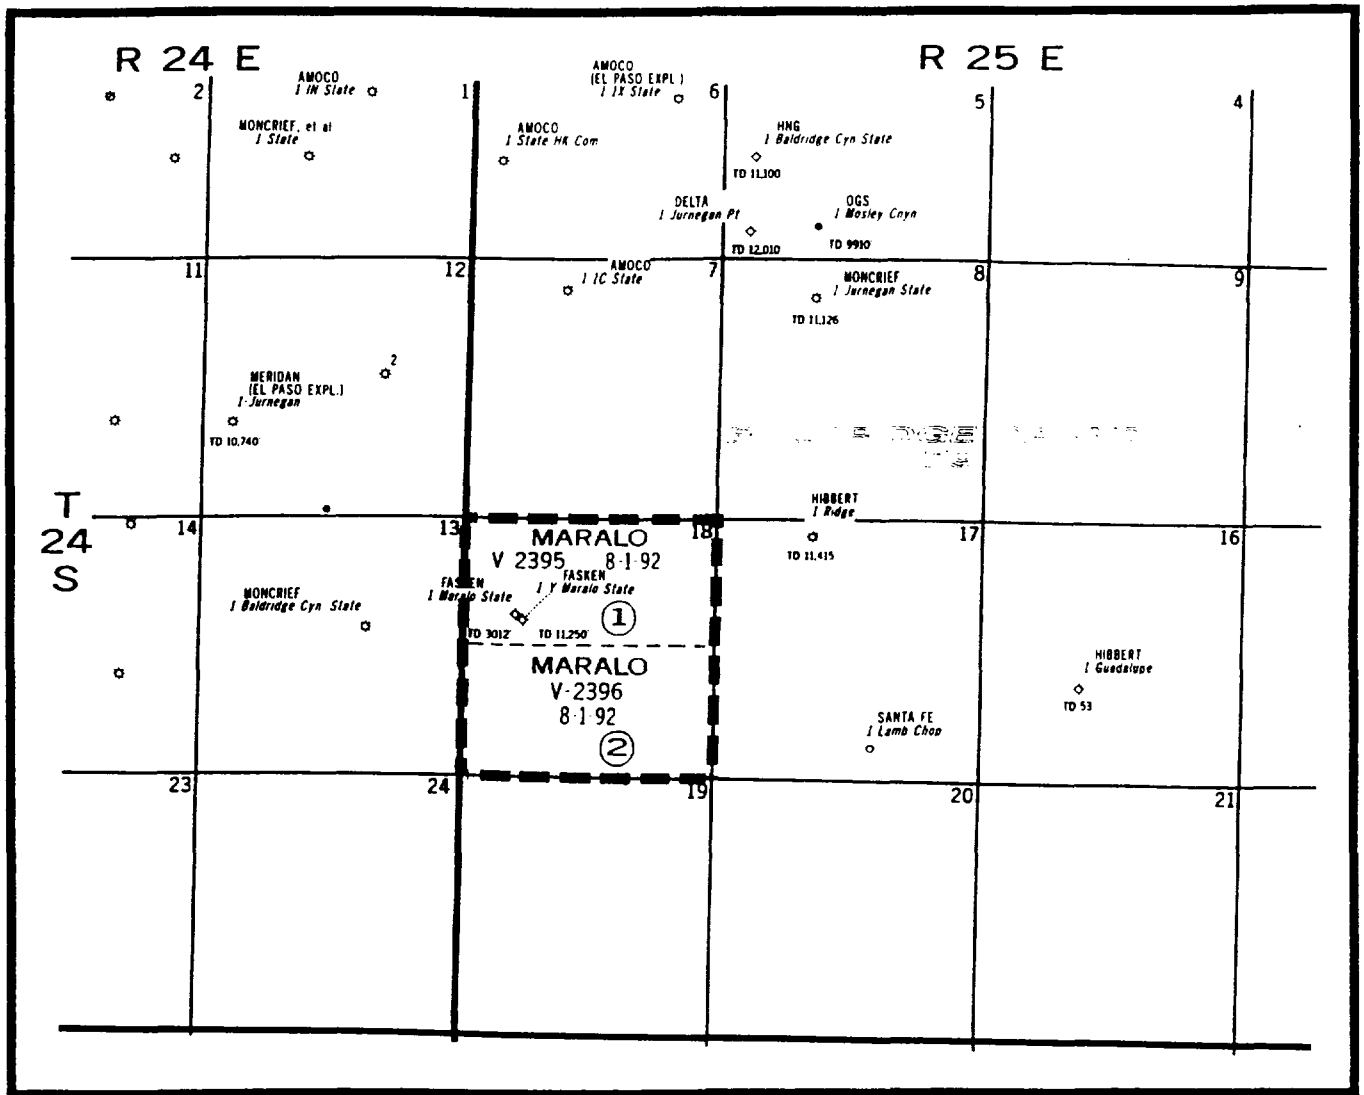 R 24 E
R 25 E
2
AMOCO
1 IN State
1
AMOCO
(EL PASO EXPL.)
1 IX State
6
5
4
MONCRIEF, et al
1 State
AMOCO
1 State HK Com
HNG
1 Baldridge Cyn State
TD 11,100
DELTA
1 Jurnegan Pt
TD 12,010
OGS
1 Mosley Cnyn
TD 9910
11
12
AMOCO
1 IC State
7
MONCRIEF
1 Jurnegan State
TD 11,126
8
9
2
MERIDAN
(EL PASO EXPL.)
1-Jurnegan
TD 10,740'
T
24
S
14
13
18
HIBBERT
1 Ridge
TD 11,415
17
16
MARALO
V 2395 8-1-92
FASKEN
1 Maralo State
FASKEN
1 Y Maralo State
TD 3012'
TD 11,250'
1
MONCRIEF
1 Baldridge Cyn State
MARALO
V-2396
8-1-92
2
HIBBERT
1 Guadalupe
TD 53
SANTA FE
1 Lamb Chop
23
24
19
20
21